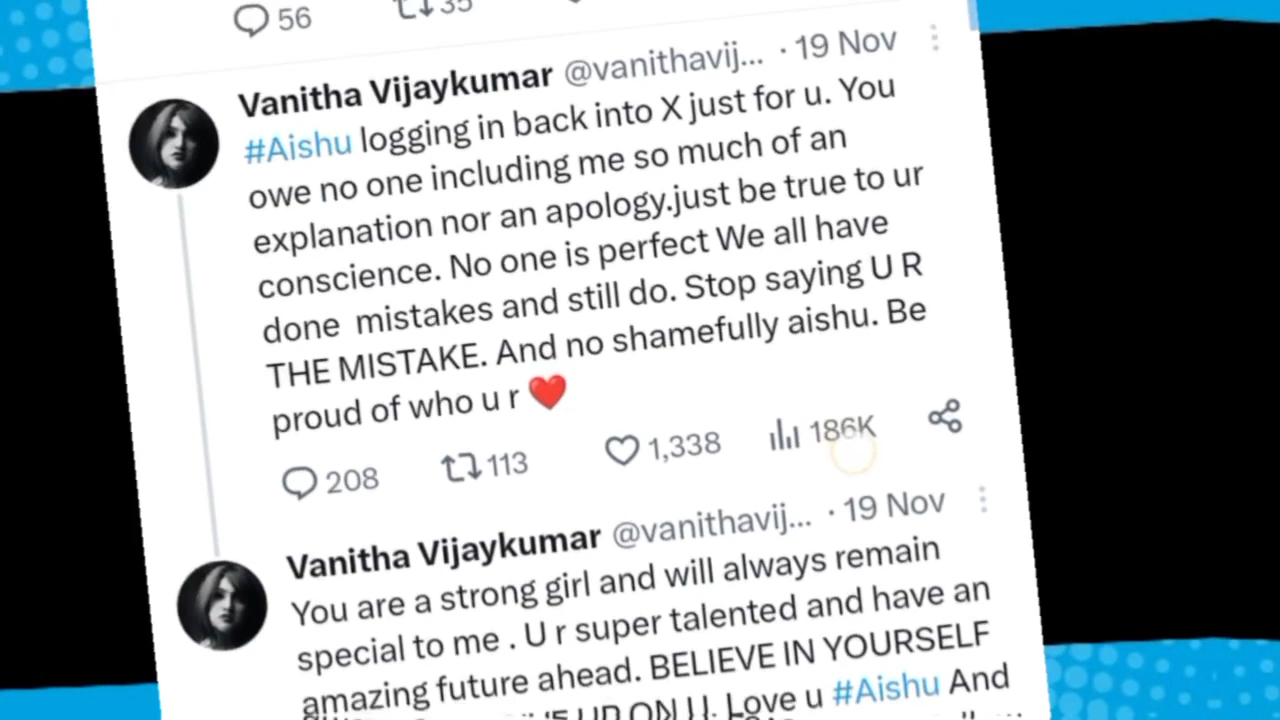 56 35
Vanitha Vijaykumar @vanithavij... · 19 Nov
#Aishu logging in back into X just for u. You
owe no one including me so much of an
explanation nor an apology.just be true to ur
conscience. No one is perfect We all have
done mistakes and still do. Stop saying U R
THE MISTAKE. And no shamefully aishu. Be
proud of who u r ❤️
208 113 1,338 186K
Vanitha Vijaykumar @vanithavij... · 19 Nov
You are a strong girl and will always remain
special to me . U r super talented and have an
amazing future ahead. BELIEVE IN YOURSELF
UP ON U. Love u #Aishu And